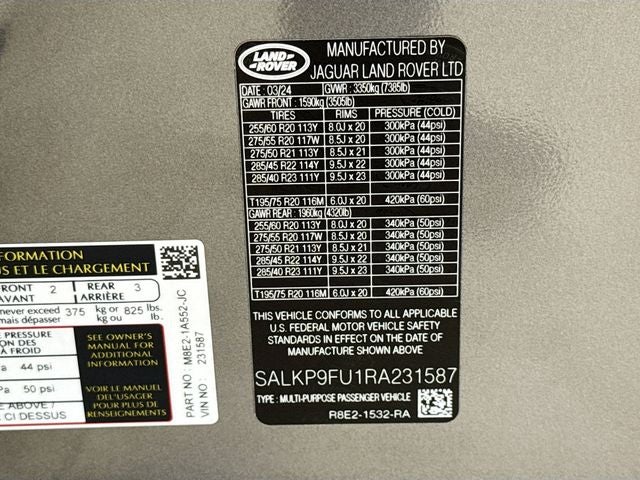 LAND
ROVER
MANUFACTURED BY
JAGUAR LAND ROVER LTD
DATE : 03/24 GVWR : 3350kg (7385lb)
GAWR FRONT : 1590kg (3505lb)
TIRES RIMS PRESSURE (COLD)
255/60 R20 113Y 8.0J x 20 300kPa (44psi)
275/55 R20 117W 8.5J x 20 300kPa (44psi)
275/50 R21 113Y 8.5J x 21 300kPa (44psi)
285/45 R22 114Y 9.5J x 22 300kPa (44psi)
285/40 R23 111Y 9.5J x 23 300kPa (44psi)
T195/75 R20 116M 6.0J x 20 420kPa (60psi)
GAWR REAR : 1960kg (4320lb)
255/60 R20 113Y 8.0J x 20 340kPa (50psi)
275/55 R20 117W 8.5J x 20 340kPa (50psi)
275/50 R21 113Y 8.5J x 21 340kPa (50psi)
285/45 R22 114Y 9.5J x 22 340kPa (50psi)
285/40 R23 111Y 9.5J x 23 340kPa (50psi)
T195/75 R20 116M 6.0J x 20 420kPa (60psi)
THIS VEHICLE CONFORMS TO ALL APPLICABLE
U.S. FEDERAL MOTOR VEHICLE SAFETY
STANDARDS IN EFFECT ON THE DATE OF
MANUFACTURE SHOWN ABOVE.
SALKP9FU1RA231587
TYPE : MULTI-PURPOSE PASSENGER VEHICLE
R8E2-1532-RA
FORMATION
US ET LE CHARGEMENT
FRONT 2 REAR 3
AVANT ARRIÈRE
never exceed 375 kg or 825 lbs.
mais dépasser kg ou lb.
PRESSURE
ION DES
À FROID
a 44 psi
Pa 50 psi
E ABOVE /
CI DESSUS
SEE OWNER'S
MANUAL FOR
ADDITIONAL
INFORMATION
VOIR LE MANUEL
DEL'USAGER
POUR PLUS DE
RENSEIGNEMENTS
PART NO : M8E2-1A552-JC
VIN NO : 231587